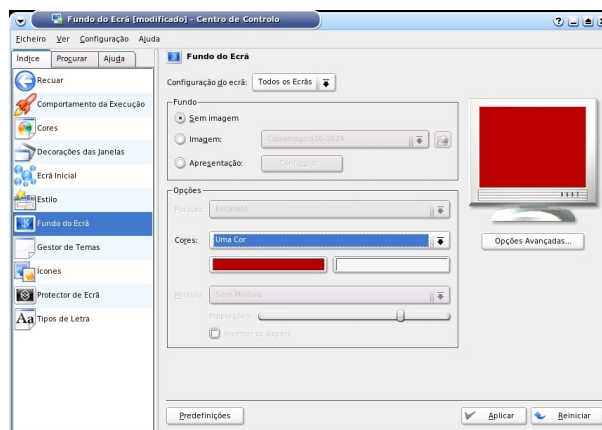 Fundo do Ecrã [modificado] - Centro de Controlo
Ficheiro Ver Configuração Ajuda
Índice Procurar Ajuda
Recuar
Comportamento da Execução
Cores
Decorações das Janelas
Ecrã Inicial
Estilo
Fundo do Ecrã
Gestor de Temas
Ícones
Protector de Ecrã
Aa Tipos de Letra
Fundo do Ecrã
Configuração do ecrã: Todos os Ecrãs
Fundo
Sem imagem
Imagem: Caixamagica10-1024
Apresentação: Configurar...
Opções
Posição: Escalado
Cores: Uma Cor
Mistura: Sem Mistura
Proporções:
Inverter os papéis
Opções Avançadas...
Predefinições Aplicar Reiniciar